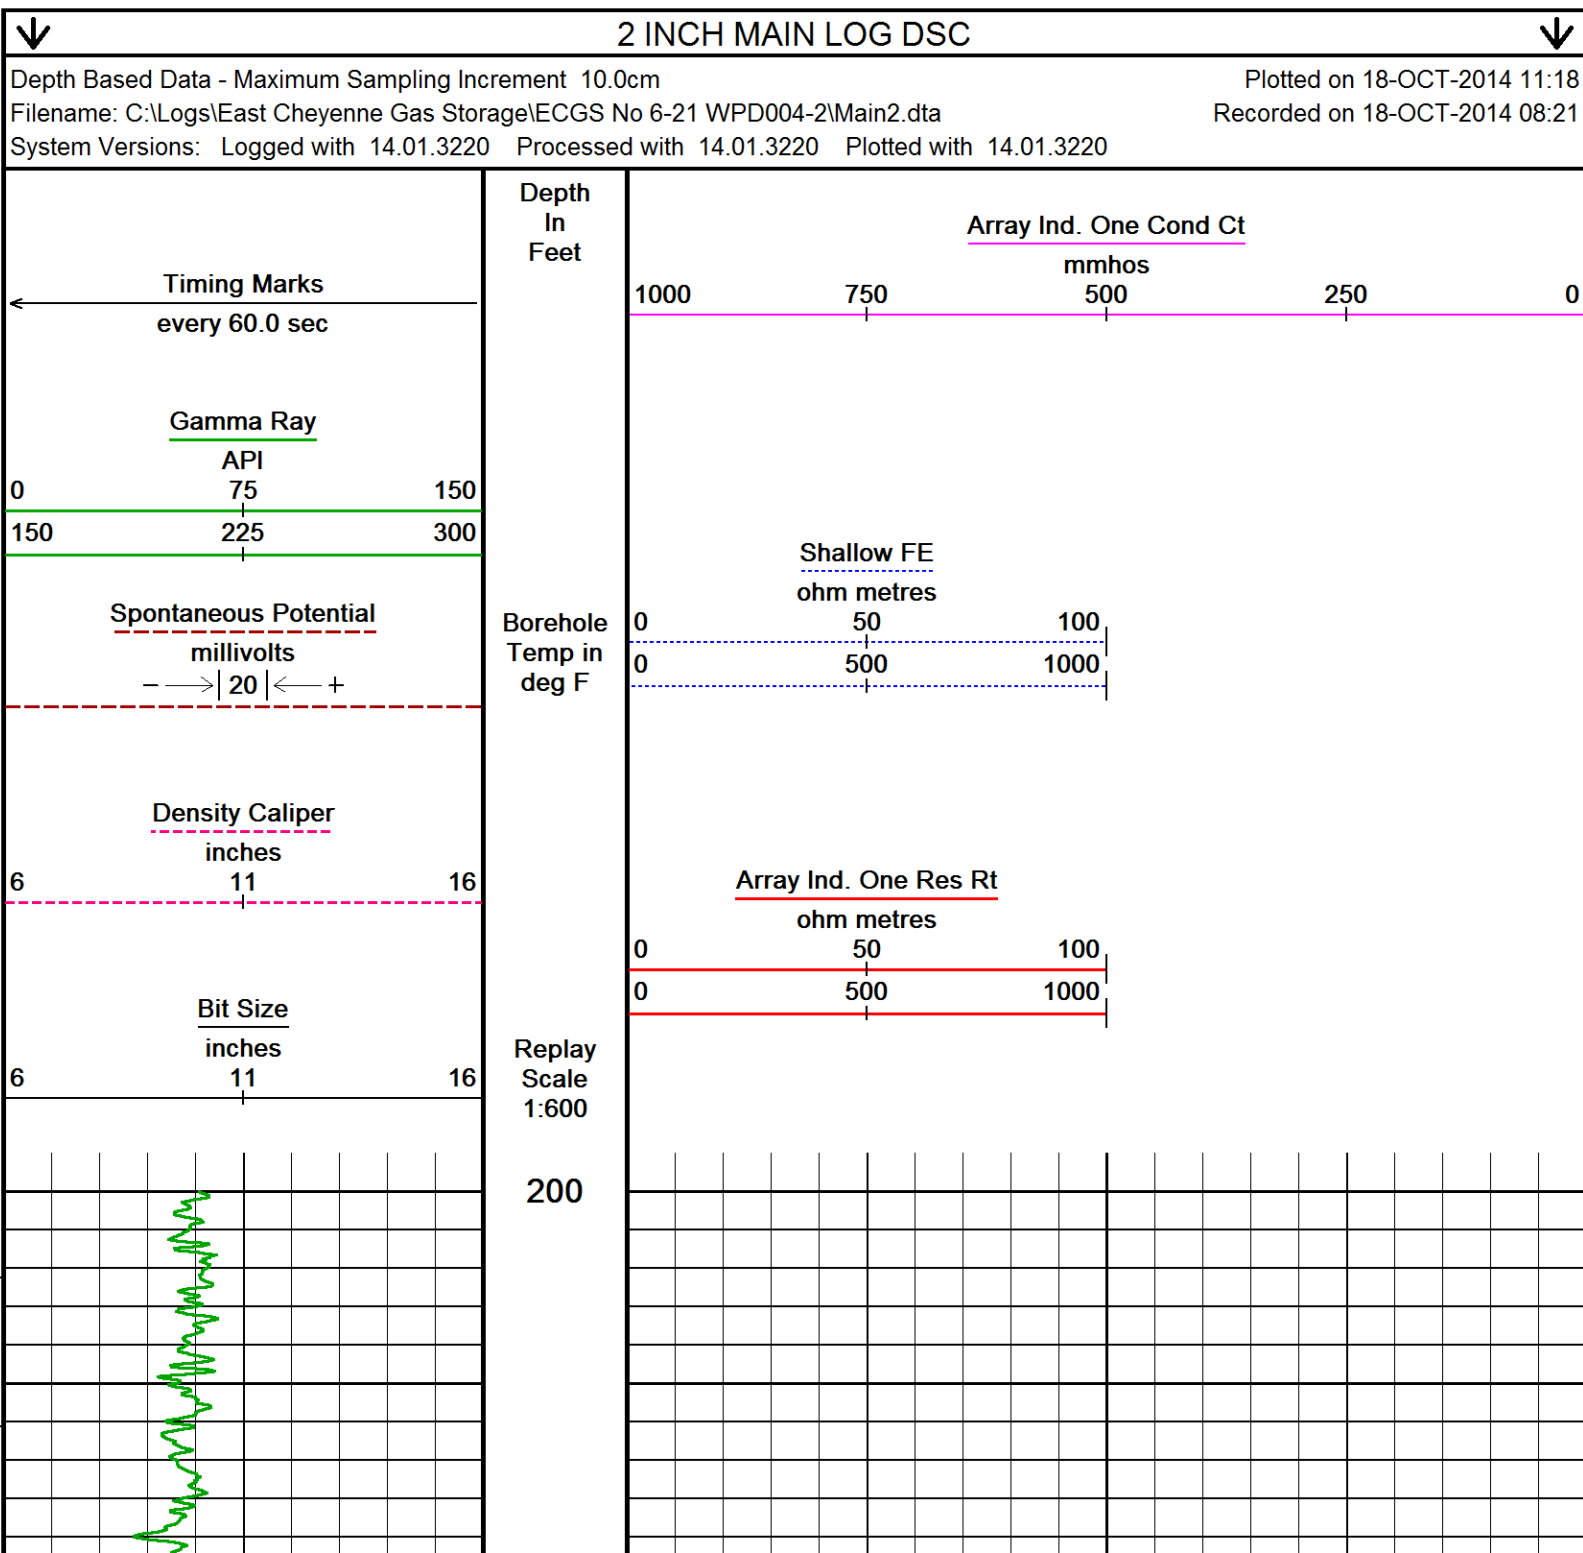 2 INCH MAIN LOG DSC
Depth Based Data - Maximum Sampling Increment 10.0cm
Plotted on 18-OCT-2014 11:18
Filename: C:\Logs\East Cheyenne Gas Storage\ECGS No 6-21 WPD004-2\Main2.dta
Recorded on 18-OCT-2014 08:21
System Versions: Logged with 14.01.3220 Processed with 14.01.3220 Plotted with 14.01.3220
Timing Marks
every 60.0 sec
Gamma Ray
API
0 75 150
150 225 300
Spontaneous Potential
millivolts
− 20 +
Density Caliper
inches
6 11 16
Bit Size
inches
6 11 16
Depth
In
Feet
Borehole
Temp in
deg F
Replay
Scale
1:600
200
Array Ind. One Cond Ct
mmhos
1000 750 500 250 0
Shallow FE
ohm metres
0 50 100
0 500 1000
Array Ind. One Res Rt
ohm metres
0 50 100
0 500 1000